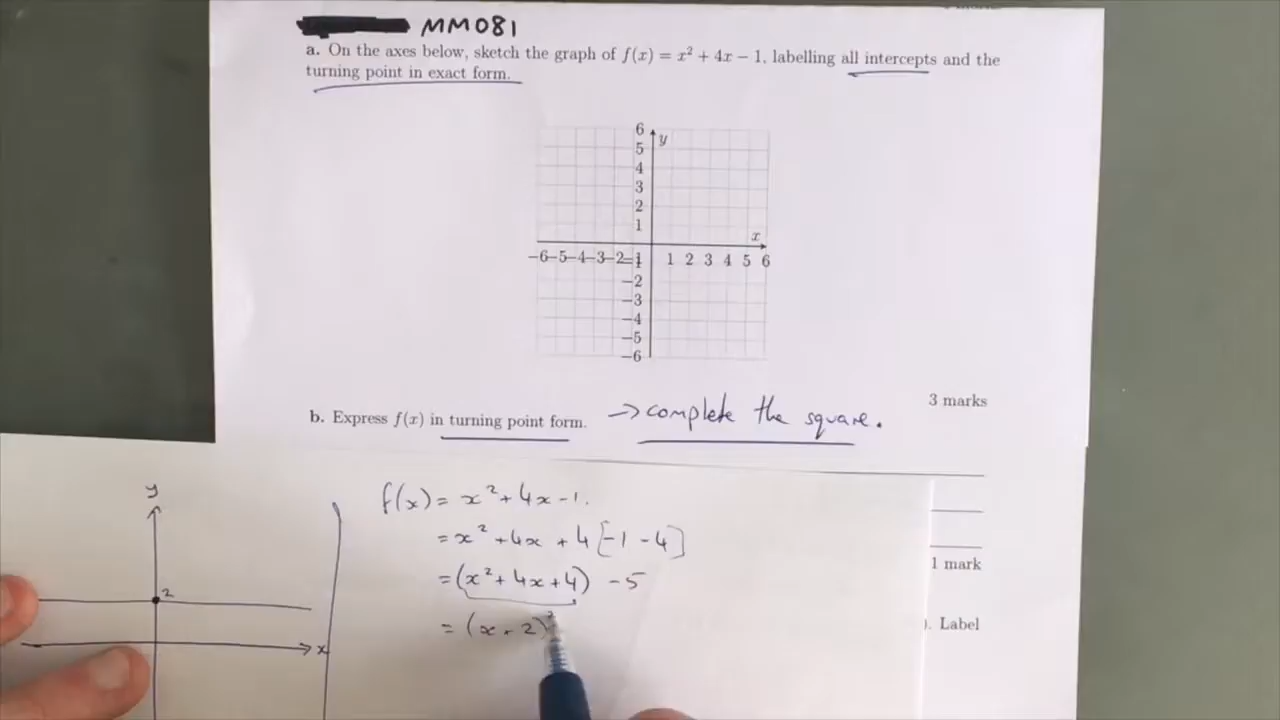 MM081
a. On the axes below, sketch the graph of f(x) = x² + 4x − 1, labelling all intercepts and the
turning point in exact form.
6
y
5
4
3
2
1
x
−6 −5 −4 −3 −2 −1 1 2 3 4 5 6
−2
−3
−4
−5
−6
3 marks
b. Express f(x) in turning point form. → complete the square.
y
f(x) = x² + 4x − 1.
= x² + 4x + 4 [−1 − 4]
1 mark
= (x² + 4x + 4) − 5
2
). Label
= (x + 2)²
x